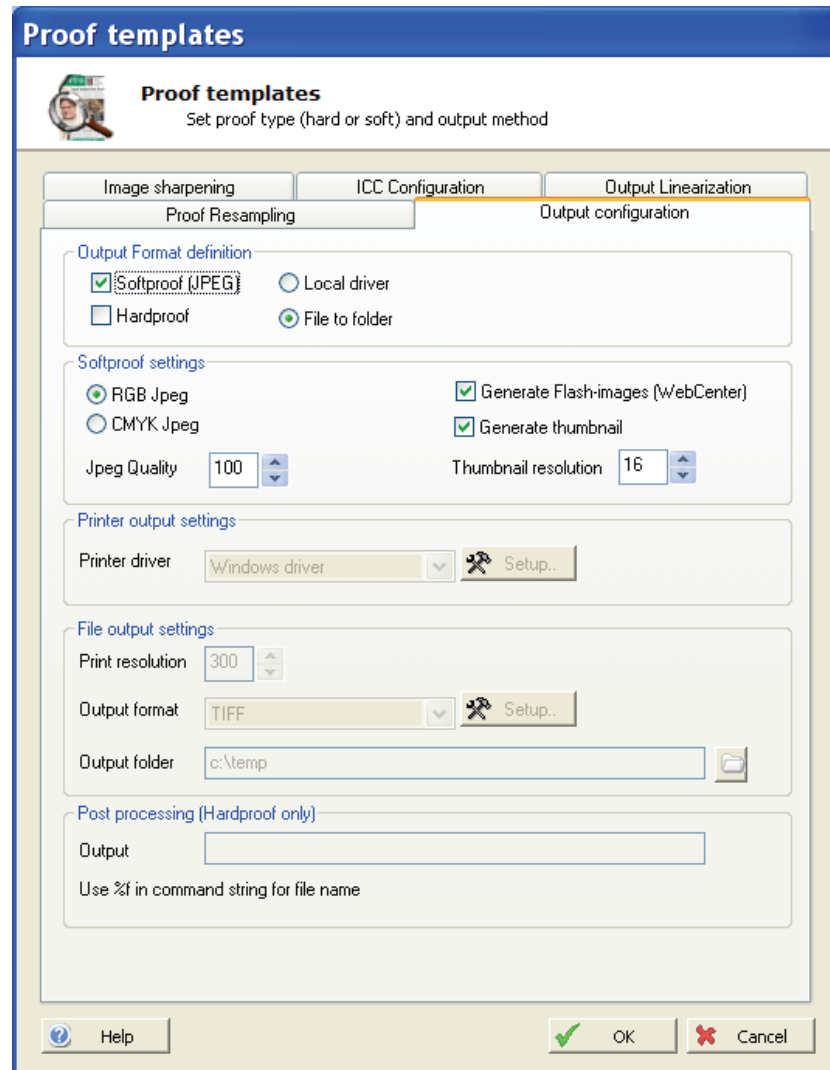 Proof templates
Proof templates
Set proof type (hard or soft) and output method
Image sharpening
ICC Configuration
Output Linearization
Proof Resampling
Output configuration
Output Format definition
Softproof (JPEG)
Local driver
Hardproof
File to folder
Softproof settings
RGB Jpeg
Generate Flash-images (WebCenter)
CMYK Jpeg
Generate thumbnail
Jpeg Quality 100
Thumbnail resolution 16
Printer output settings
Printer driver Windows driver Setup..
File output settings
Print resolution 300
Output format TIFF Setup..
Output folder c:\temp
Post processing (Hardproof only)
Output
Use %f in command string for file name
Help
OK
Cancel